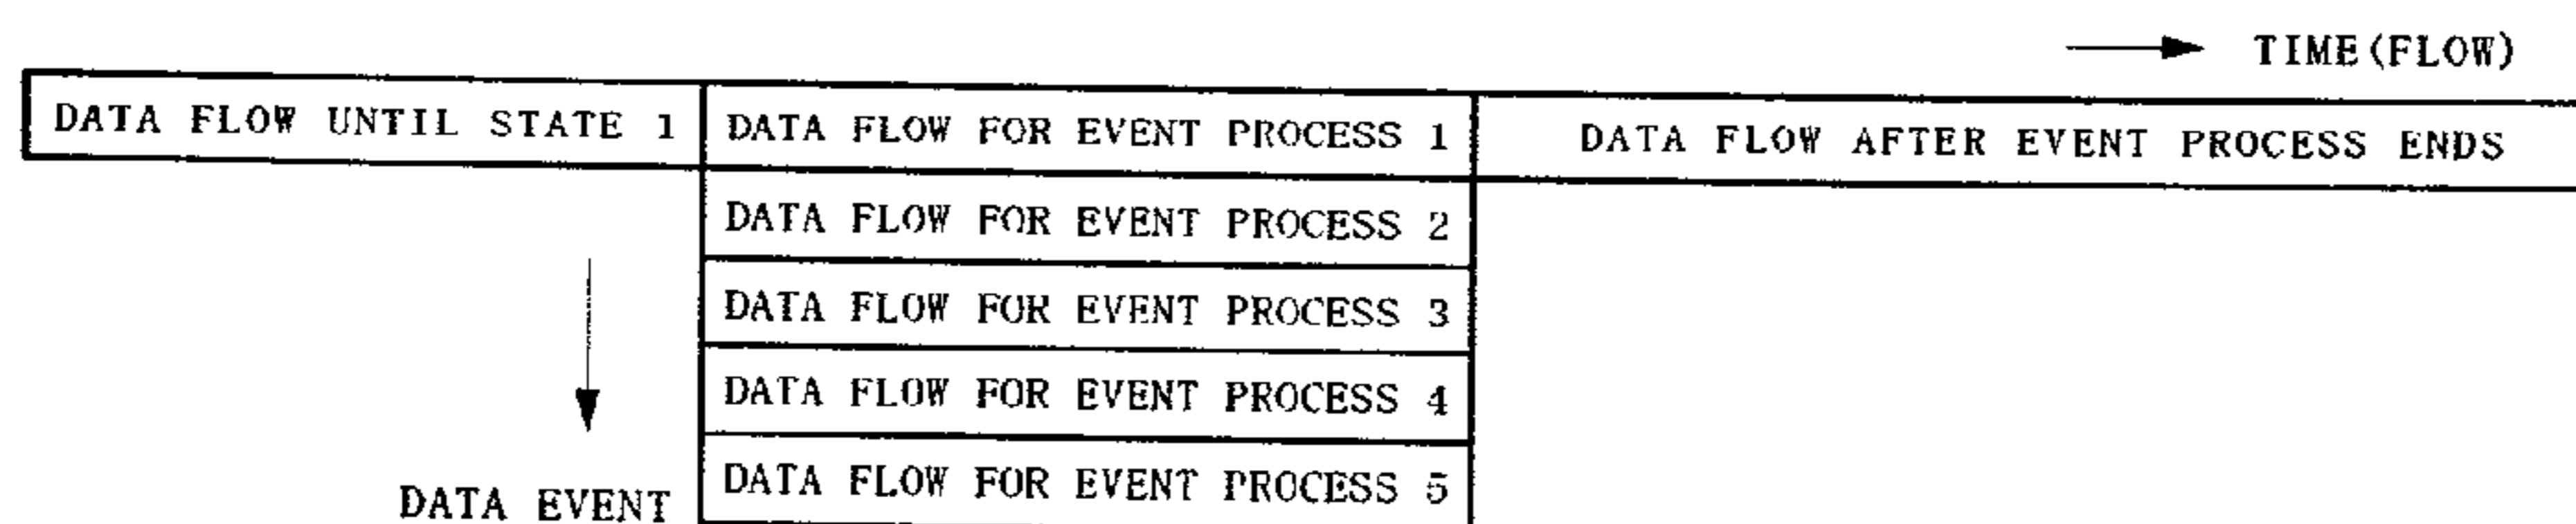 TIME(FLOW)
DATA FLOW UNTIL STATE 1
DATA FLOW FOR EVENT PROCESS 1
DATA FLOW AFTER EVENT PROCESS ENDS
DATA FLOW FOR EVENT PROCESS 2
DATA FLOW FOR EVENT PROCESS 3
DATA FLOW FOR EVENT PROCESS 4
DATA FLOW FOR EVENT PROCESS 5
DATA EVENT